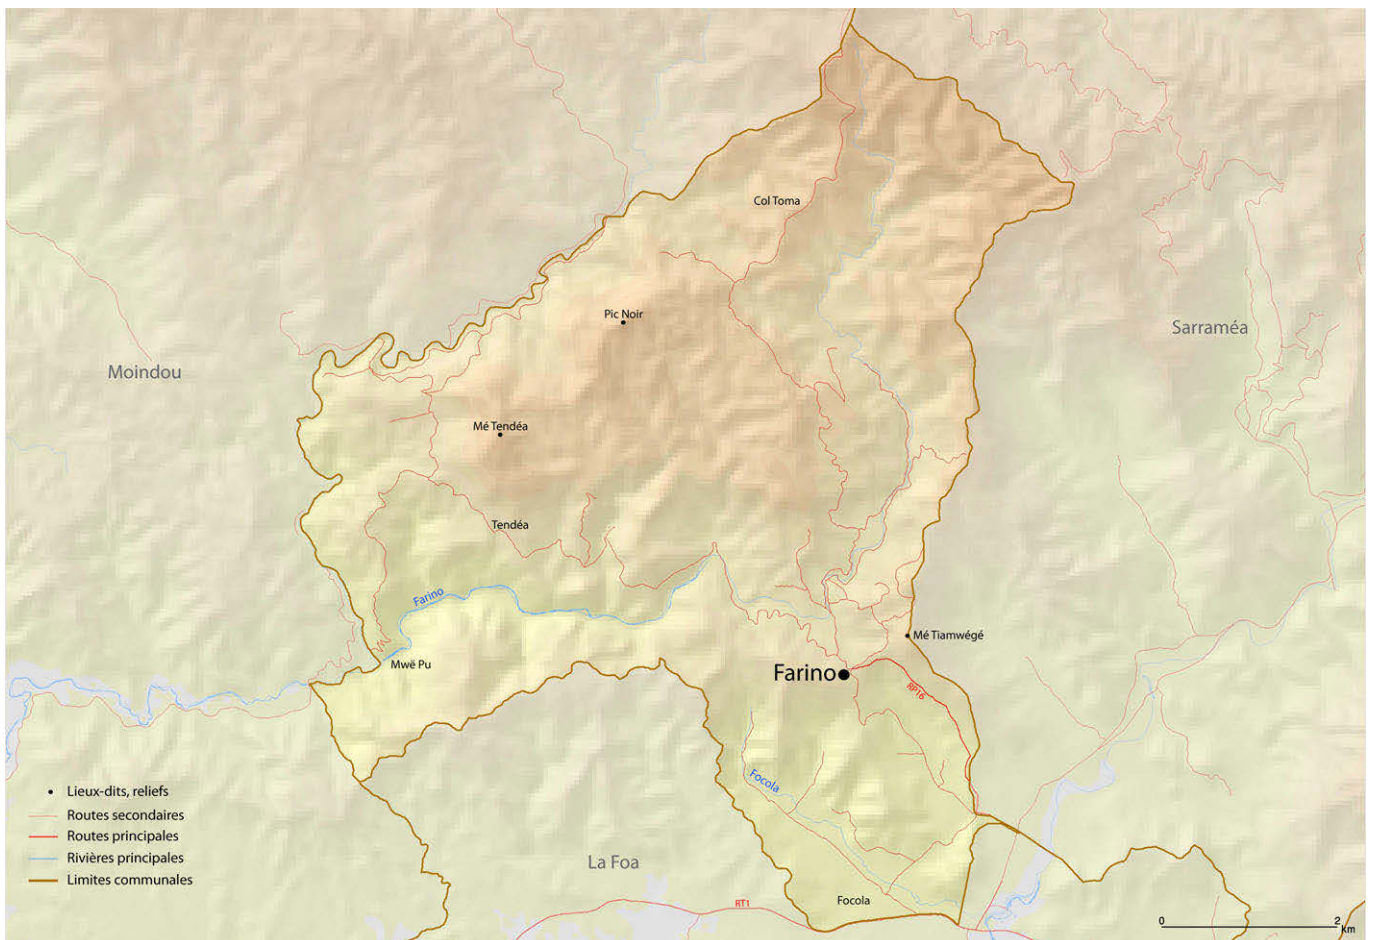 Col Toma
Pic Noir
Sarraméa
Moindou
Mé Tendéa
Tendéa
Farino
Mé Tiamwégé
Mwë Pu
Farino
RP16
Focola
Lieux-dits, reliefs
Routes secondaires
Routes principales
Rivières principales
Limites communales
La Foa
Focola
RT1
0 2
km